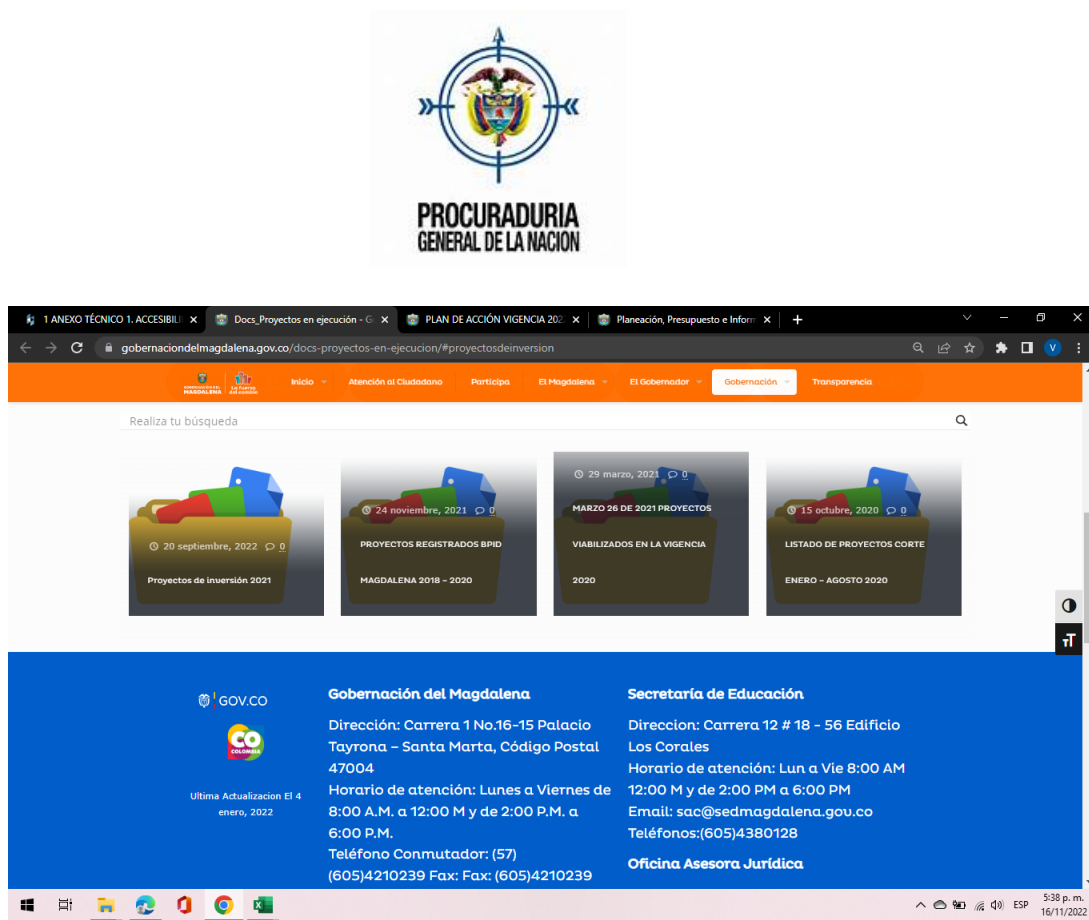 PROCURADURIA
GENERAL DE LA NACION
1 ANEXO TÉCNICO 1. ACCESIBILI
Docs_Proyectos en ejecución - G
PLAN DE ACCIÓN VIGENCIA 202
Planeación, Presupuesto e Inform
gobernaciondelmagdalena.gov.co/docs-proyectos-en-ejecucion/#proyectosdeinversion
MAGDALENA
La fuerza
del cambio
Inicio
Atención al Ciudadano
Participa
El Magdalena
El Gobernador
Gobernación
Transparencia
Realiza tu búsqueda
20 septiembre, 2022 0
Proyectos de inversión 2021
24 noviembre, 2021 0
PROYECTOS REGISTRADOS BPID
MAGDALENA 2018 – 2020
29 marzo, 2021 0
MARZO 26 DE 2021 PROYECTOS
VIABILIZADOS EN LA VIGENCIA
2020
15 octubre, 2020 0
LISTADO DE PROYECTOS CORTE
ENERO – AGOSTO 2020
GOV.CO
CO
COLOMBIA
Ultima Actualizacion El 4
enero, 2022
Gobernación del Magdalena
Dirección: Carrera 1 No.16-15 Palacio
Tayrona – Santa Marta, Código Postal
47004
Horario de atención: Lunes a Viernes de
8:00 A.M. a 12:00 M y de 2:00 P.M. a
6:00 P.M.
Teléfono Conmutador: (57)
(605)4210239 Fax: Fax: (605)4210239
Secretaría de Educación
Direccion: Carrera 12 # 18 - 56 Edificio
Los Corales
Horario de atención: Lun a Vie 8:00 AM
12:00 M y de 2:00 PM a 6:00 PM
Email: sac@sedmagdalena.gov.co
Teléfonos:(605)4380128
Oficina Asesora Jurídica
TT
V
ESP
5:38 p. m.
16/11/2022